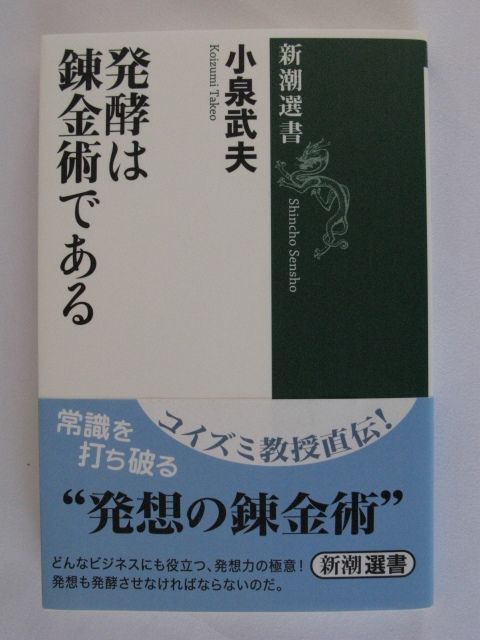 新潮選書
Shincho Sensho
小泉武夫
Koizumi Takeo
発酵は
錬金術である
常識を
打ち破る
コイズミ教授直伝！
“発想の錬金術”
どんなビジネスにも役立つ、発想力の極意！
発想も発酵させなければならないのだ。
新潮選書